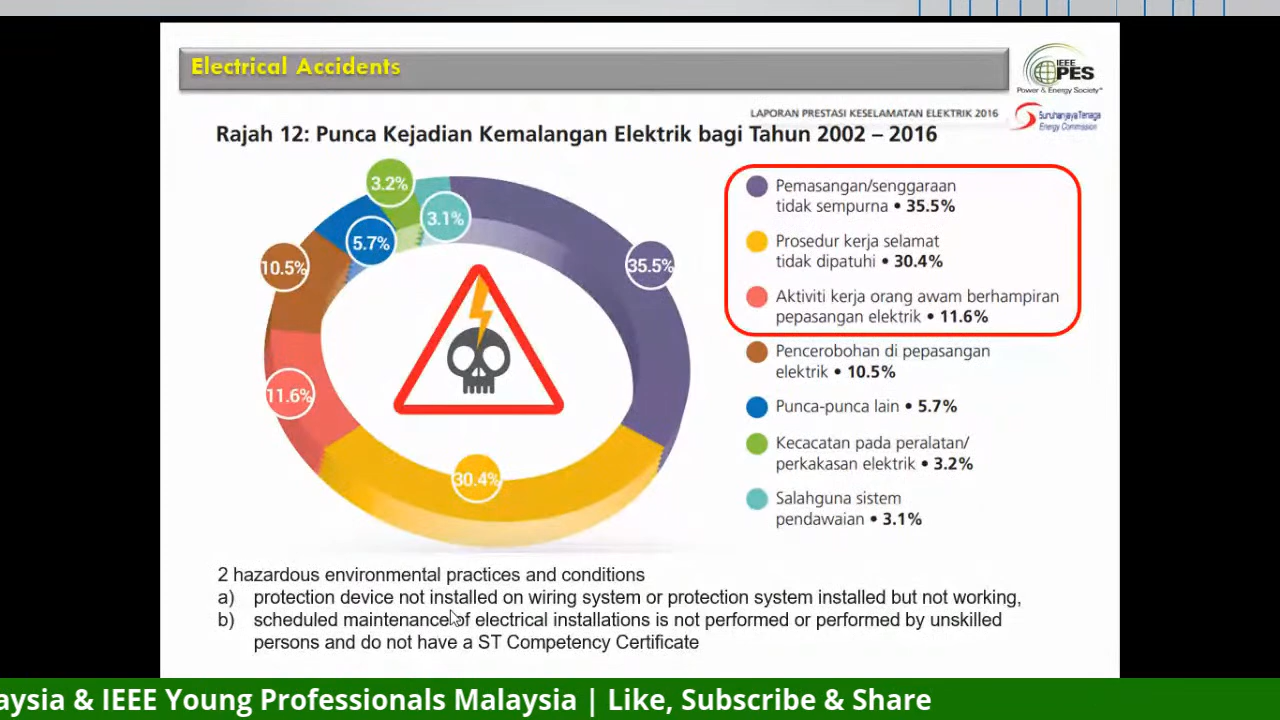 Electrical Accidents
IEEE
PES
Power & Energy Society™
LAPORAN PRESTASI KESELAMATAN ELEKTRIK 2016
Suruhanjaya Tenaga
Energy Commission
Rajah 12: Punca Kejadian Kemalangan Elektrik bagi Tahun 2002 – 2016
3.2%
3.1%
5.7%
10.5%
35.5%
11.6%
30.4%
Pemasangan/senggaraan
tidak sempurna • 35.5%
Prosedur kerja selamat
tidak dipatuhi • 30.4%
Aktiviti kerja orang awam berhampiran
pepasangan elektrik • 11.6%
Pencerobohan di pepasangan
elektrik • 10.5%
Punca-punca lain • 5.7%
Kecacatan pada peralatan/
perkakasan elektrik • 3.2%
Salahguna sistem
pendawaian • 3.1%
2 hazardous environmental practices and conditions
a) protection device not installed on wiring system or protection system installed but not working,
b) scheduled maintenance of electrical installations is not performed or performed by unskilled
persons and do not have a ST Competency Certificate
aysia & IEEE Young Professionals Malaysia | Like, Subscribe & Share